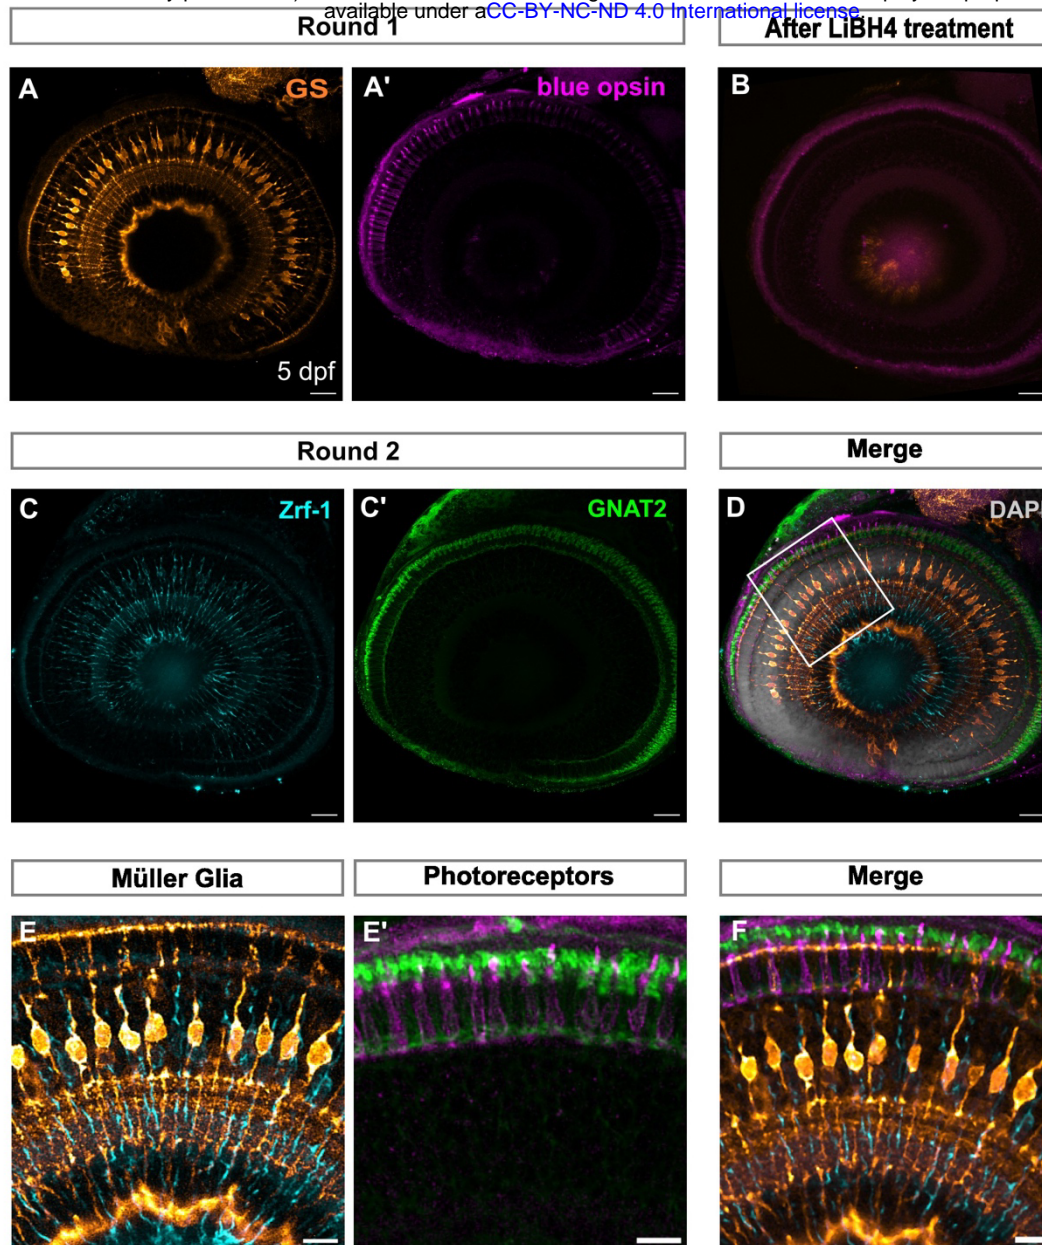 available under aCC-BY-NC-ND 4.0 International license.
Round 1
After LiBH4 treatment
A GS
A' blue opsin
B
5 dpf
Round 2
Merge
C Zrf-1
C' GNAT2
D DAPI
Müller Glia
Photoreceptors
Merge
E
E'
F